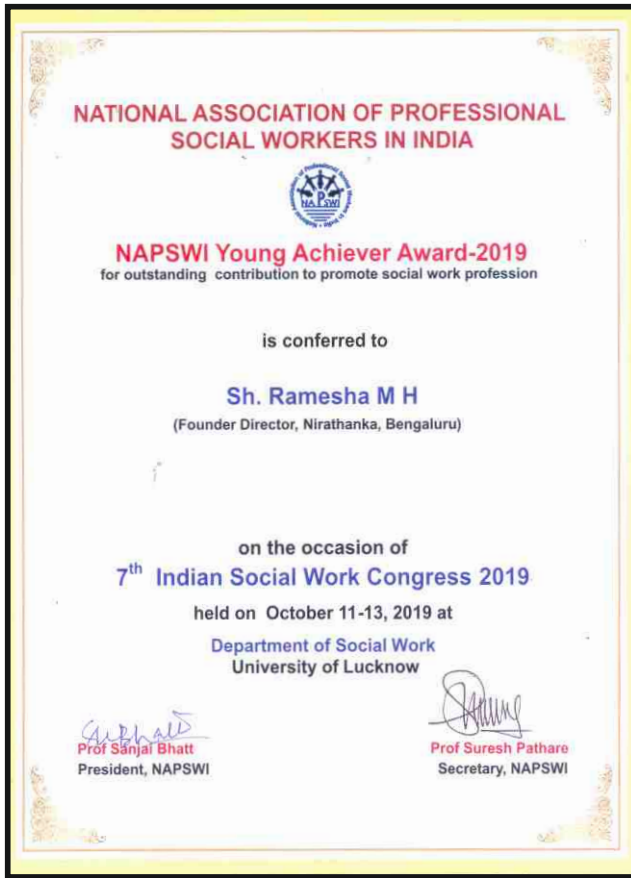 NATIONAL ASSOCIATION OF PROFESSIONAL
SOCIAL WORKERS IN INDIA
NAPSWI
NAPSWI Young Achiever Award-2019
for outstanding contribution to promote social work profession
is conferred to
Sh. Ramesha M H
(Founder Director, Nirathanka, Bengaluru)
on the occasion of
7th Indian Social Work Congress 2019
held on October 11-13, 2019 at
Department of Social Work
University of Lucknow
Prof Sanjai Bhatt
President, NAPSWI
Prof Suresh Pathare
Secretary, NAPSWI